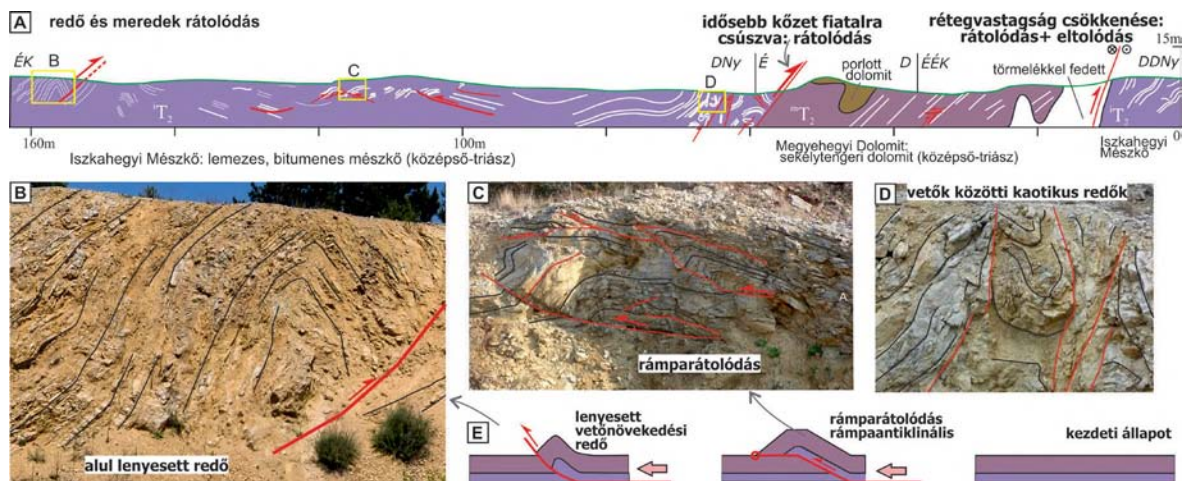 A redő és meredek rátolódás
idősebb kőzet fiatalra
csúszva: rátolódás
rétegvastagság csökkenése:
rátolódás+ eltolódás
15m
ÉK B
C
D DNy É
porlott
dolomit
D ÉÉK
törmelékkel fedett
DDNy
T₂
ᵐT₂
T₂
160m
100m
0
Iszkahegyi Mészkő: lemezes, bitumenes mészkő (középső-triász)
Megyehegyi Dolomit:
sekélytengeri dolomit (középső-triász)
Iszkahegyi
Mészkő
B
alul lenyesett redő
C
A
rámparátolódás
D vetők közötti kaotikus redők
E
lenyesett
vetőnövekedési
redő
rámparátolódás
rámpaantiklinális
kezdeti állapot